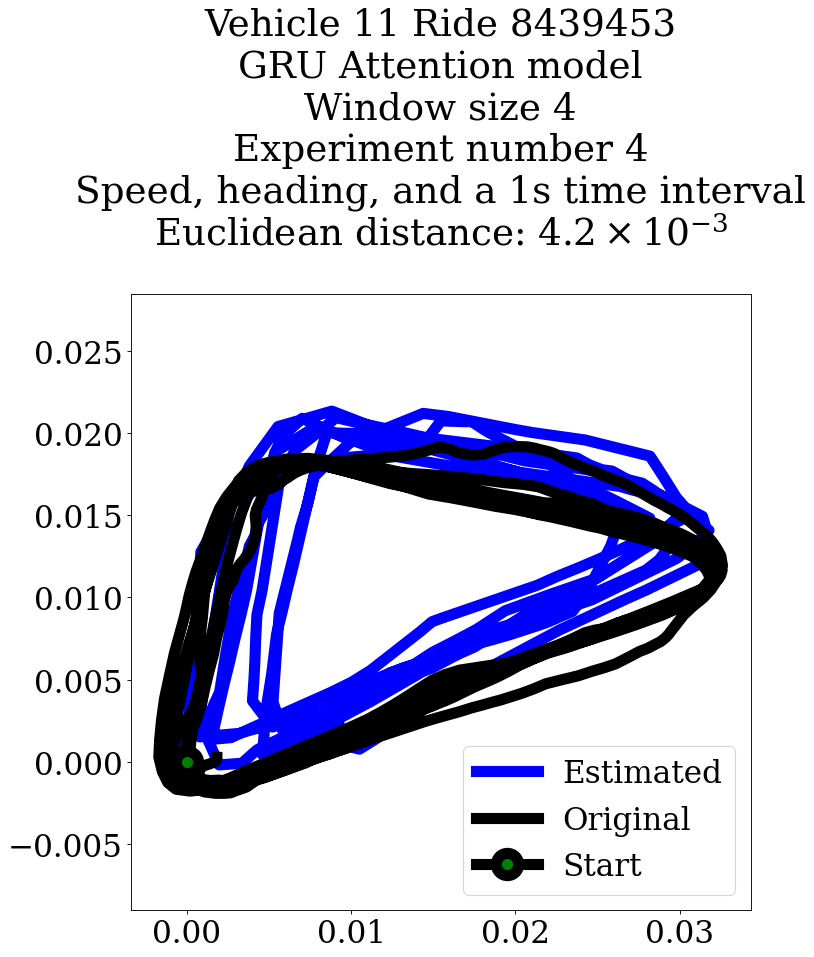 Vehicle 11 Ride 8439453
GRU Attention model
Window size 4
Experiment number 4
Speed, heading, and a 1s time interval
Euclidean distance: 4.2 × 10⁻³
0.025
0.020
0.015
0.010
0.005
0.000
−0.005
0.00 0.01 0.02 0.03
Estimated
Original
Start